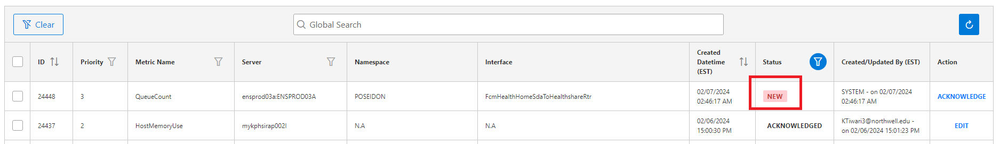 Clear
Global Search
ID Priority Metric Name Server Namespace Interface Created Datetime (EST) Status Created/Updated By (EST) Action
24448 3 QueueCount ensprod03a:ENSPROD03A POSEIDON FcmHealthHomeSdaToHealthshareRtr 02/07/2024 02:46:17 AM NEW SYSTEM - on 02/07/2024 02:46:17 AM ACKNOWLEDGE
24437 2 HostMemoryUse mykphsirap002l N.A N.A 02/06/2024 15:00:30 PM ACKNOWLEDGED KTiwari3@northwell.edu - on 02/06/2024 15:01:23 PM EDIT